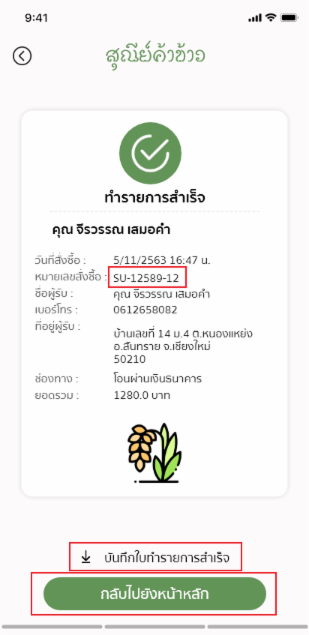 9:41
สุณีย์ค้าข้าว
ทำรายการสำเร็จ
คุณ จีรวรรณ เสมอคำ
วันที่สั่งซื้อ : 5/11/2563 16:47 น.
หมายเลขสั่งซื้อ : SU-12589-12
ชื่อผู้รับ : คุณ จีรวรรณ เสมอคำ
เบอร์โทร : 0612658082
ที่อยู่ผู้รับ : บ้านเลขที่ 14 ม.4 ต.หนองแหย่ง
อ.สันทราย จ.เชียงใหม่
50210
ช่องทาง : โอนผ่านเงินธนาคาร
ยอดรวม : 1280.0 บาท
บันทึกใบทำรายการสำเร็จ
กลับไปยังหน้าหลัก